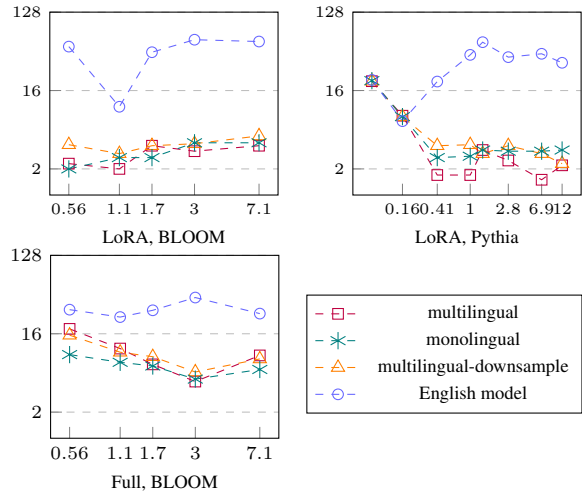 128
16
2
0.56 1.1 1.7 3 7.1
LoRA, BLOOM
128
16
2
0.16 0.41 1 2.8 6.9 12
LoRA, Pythia
128
16
2
0.56 1.1 1.7 3 7.1
Full, BLOOM
multilingual
monolingual
multilingual-downsample
English model